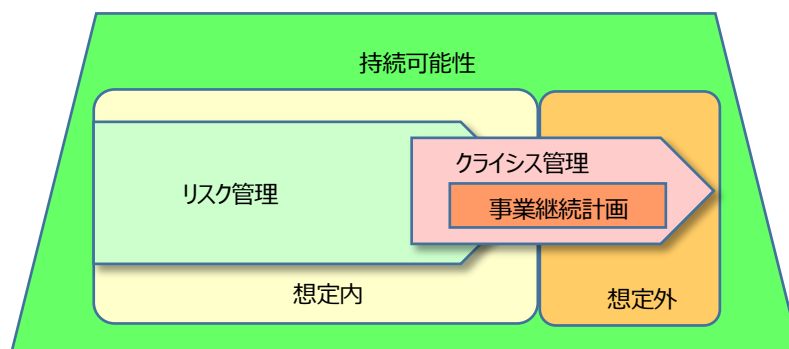 持続可能性
クライシス管理
リスク管理
事業継続計画
想定内
想定外